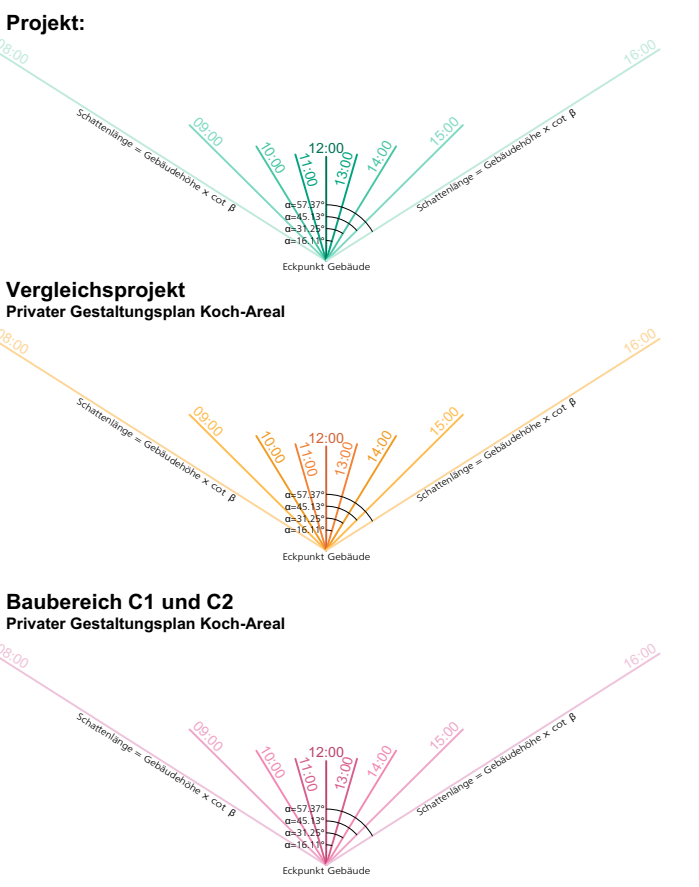 Projekt:
08:00
09:00
10:00
11:00
12:00
13:00
14:00
15:00
16:00
Schattenlänge = Gebäudehöhe x cot β
Schattenlänge = Gebäudehöhe x cot β
α=57.37°
α=45.13°
α=31.25°
α=16.11°
Eckpunkt Gebäude
Vergleichsprojekt
Privater Gestaltungsplan Koch-Areal
08:00
09:00
10:00
11:00
12:00
13:00
14:00
15:00
16:00
Schattenlänge = Gebäudehöhe x cot β
Schattenlänge = Gebäudehöhe x cot β
α=57.37°
α=45.13°
α=31.25°
α=16.11°
Eckpunkt Gebäude
Baubereich C1 und C2
Privater Gestaltungsplan Koch-Areal
08:00
09:00
10:00
11:00
12:00
13:00
14:00
15:00
16:00
Schattenlänge = Gebäudehöhe x cot β
Schattenlänge = Gebäudehöhe x cot β
α=57.37°
α=45.13°
α=31.25°
α=16.11°
Eckpunkt Gebäude